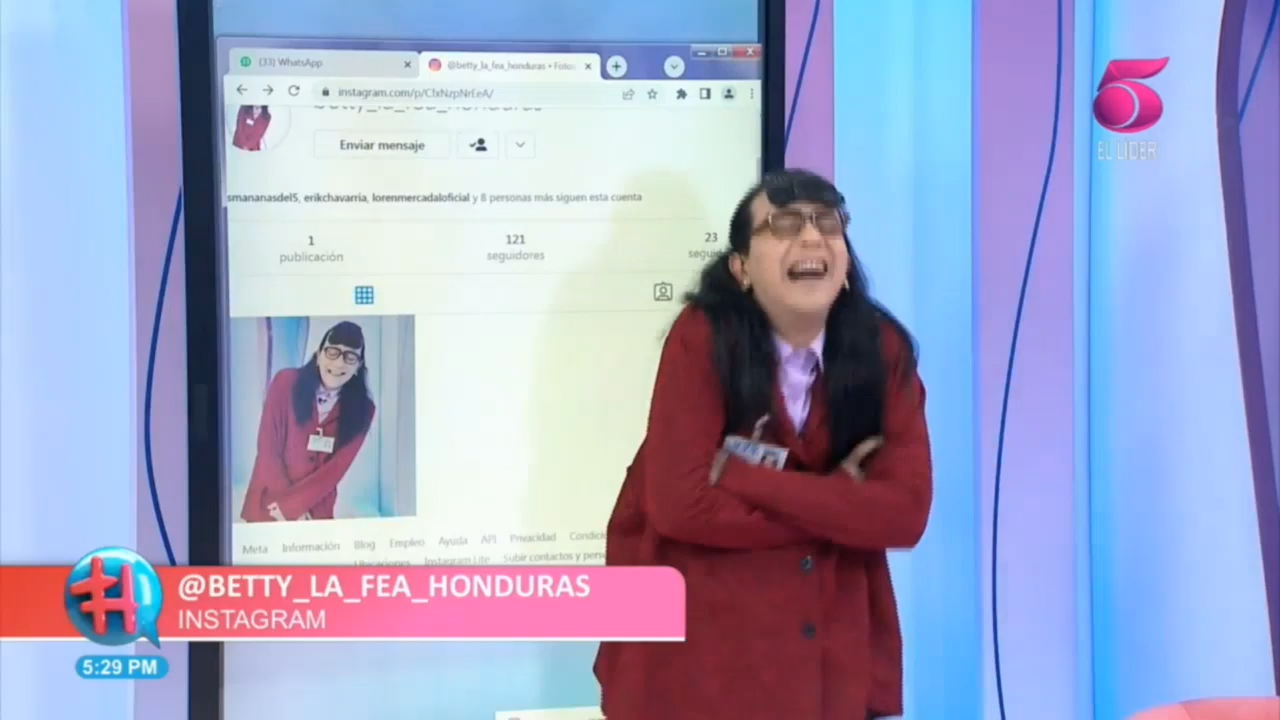 (33) WhatsApp
@betty_la_fea_honduras • Fotos
instagram.com/p/CfxNzpNrEeA/
betty_la_fea_honduras
Enviar mensaje
smananasdel5, erikchavarria, lorenmercadaloficial y 8 personas más siguen esta cuenta
1 121 23
publicación seguidores
Meta Información Blog Empleo Ayuda API Privacidad
Ubicaciones Instagram Lite Subir contactos y
5
EL LIDER
@BETTY_LA_FEA_HONDURAS
INSTAGRAM
5:29 PM